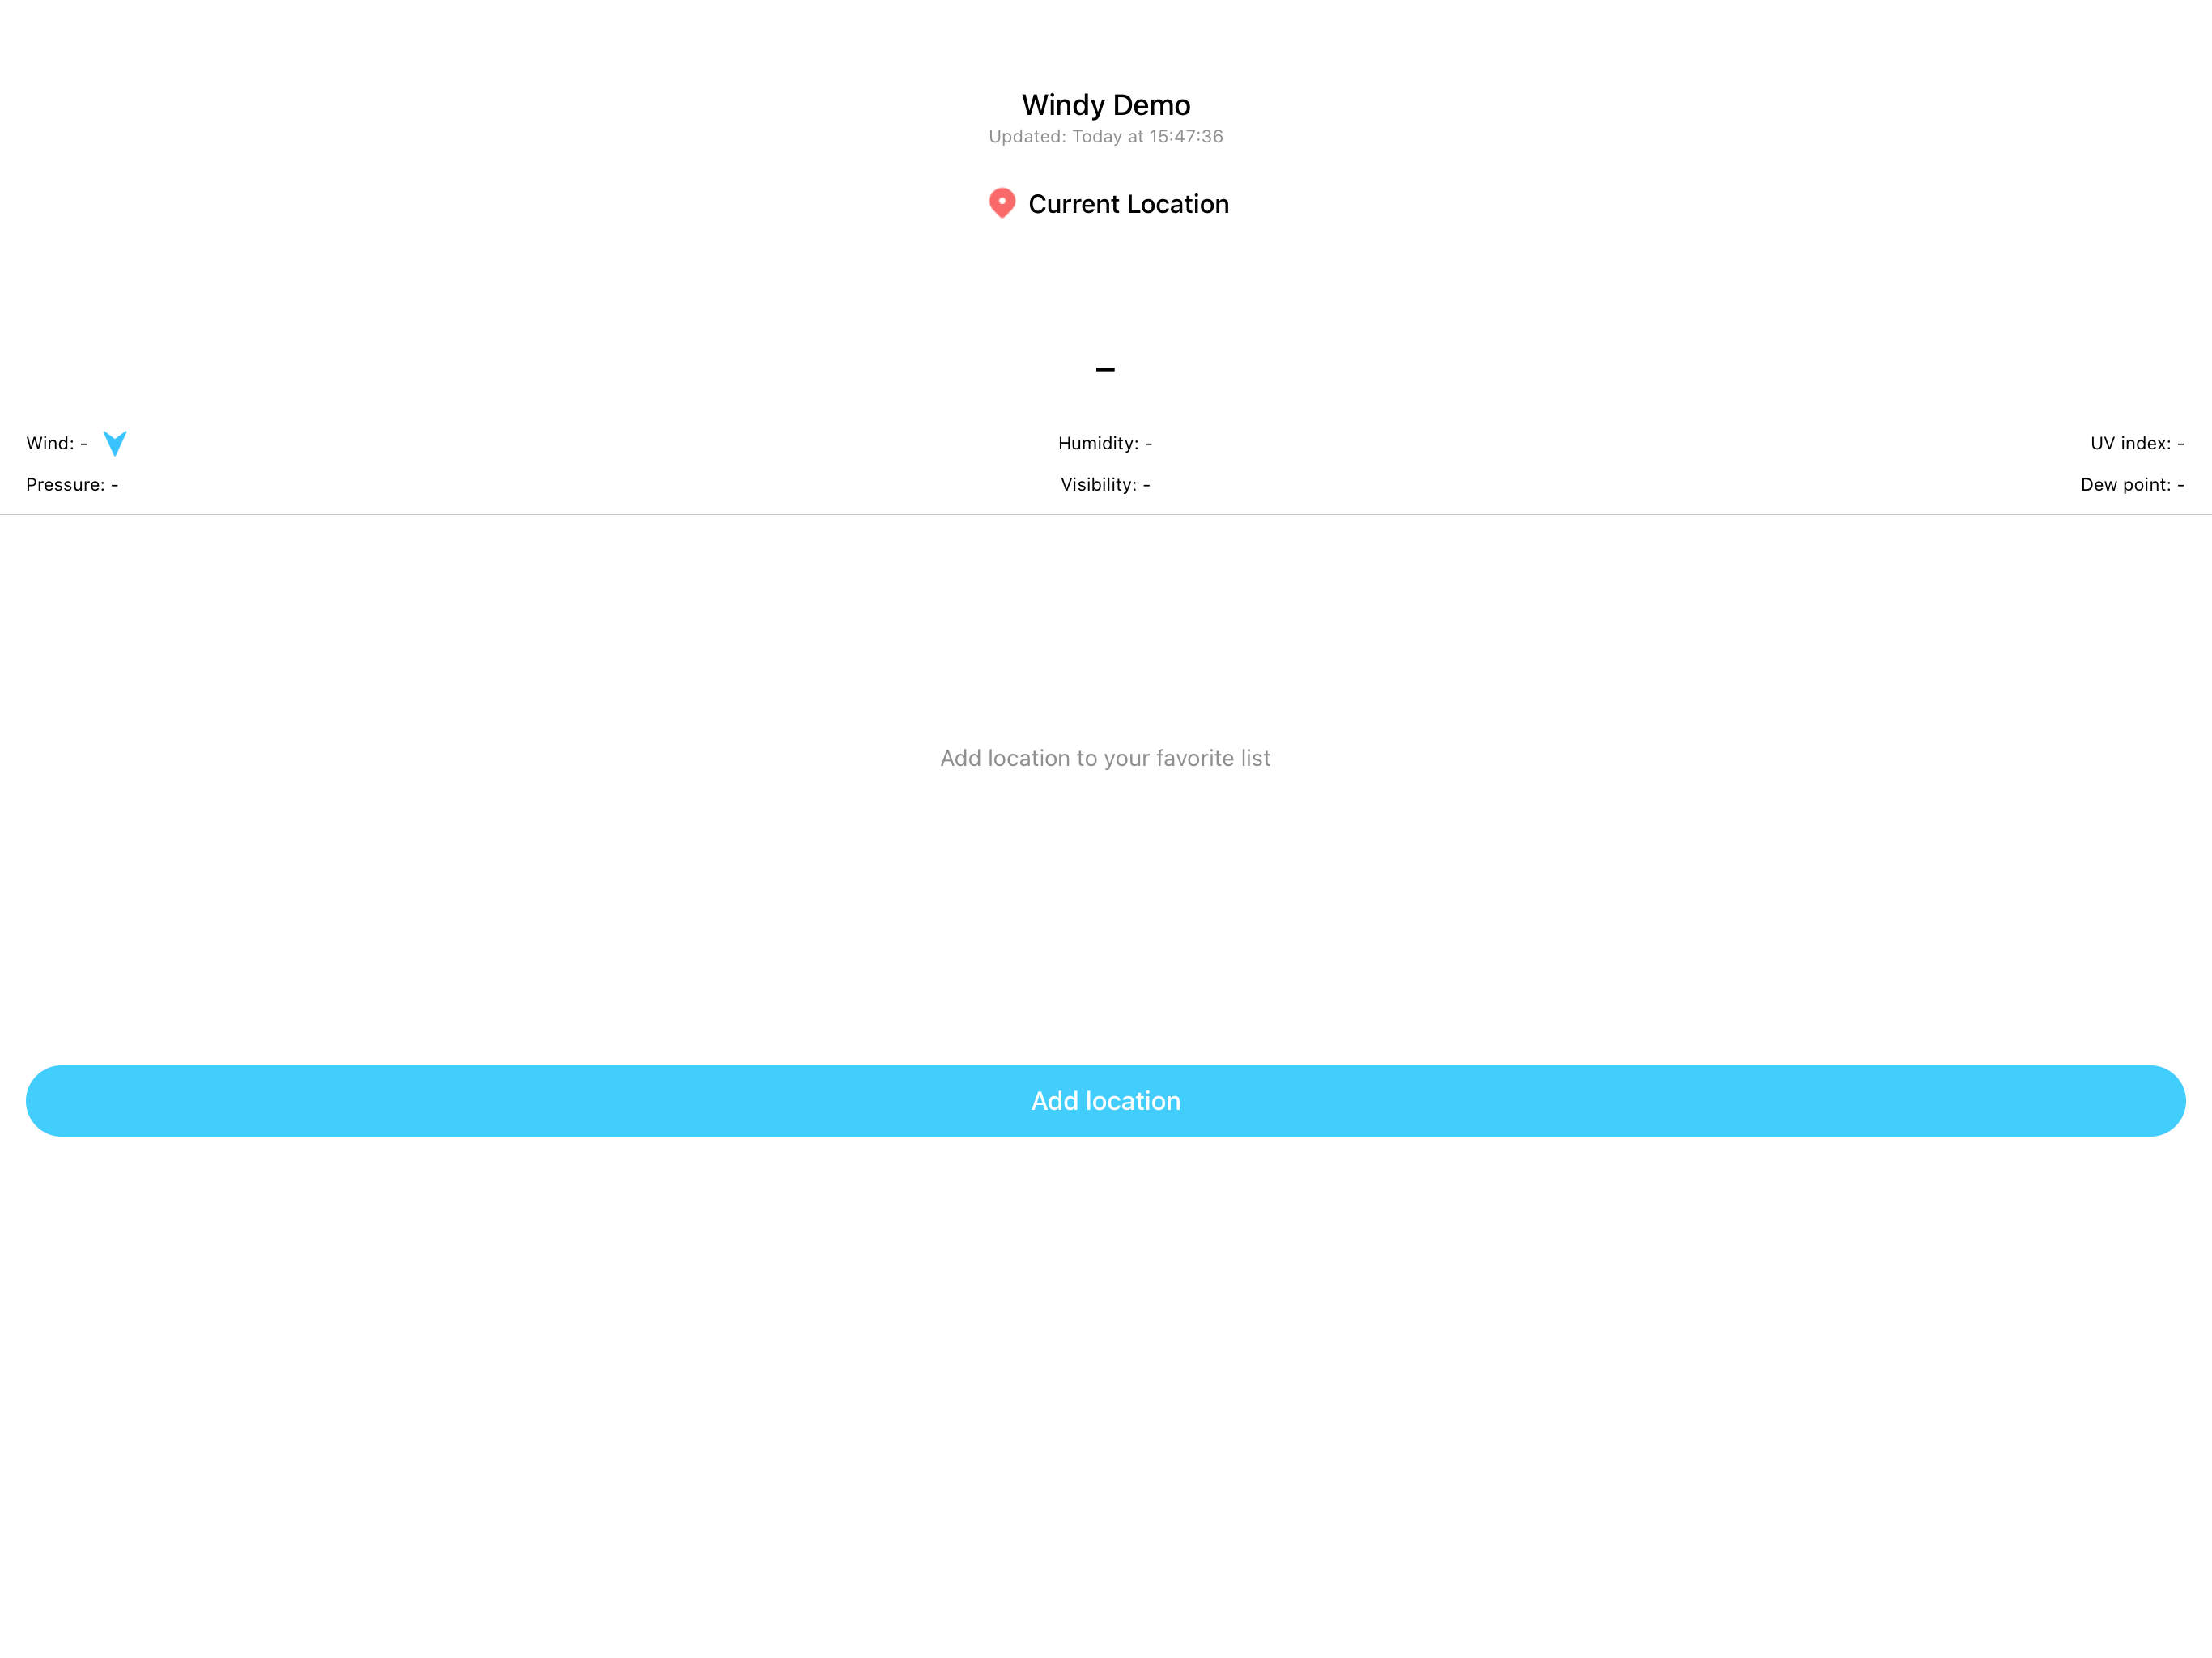 Windy Demo
Updated: Today at 15:47:36
Current Location
–
Wind: - Humidity: - UV index: -
Pressure: - Visibility: - Dew point: -
Add location to your favorite list
Add location